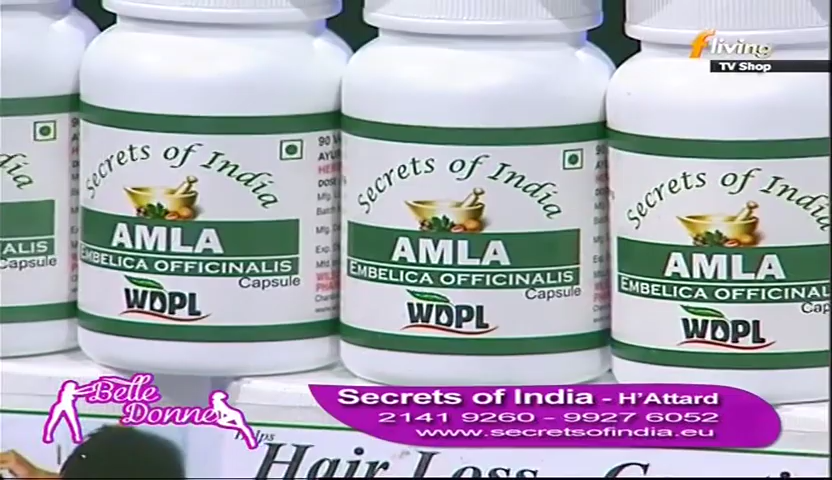 f living
TV Shop
Secrets of India
AMLA
EMBELICA OFFICINALIS
Capsule
WDPL
90
Secrets of India
AMLA
EMBELICA OFFICINALIS
Capsule
WDPL
Secrets of India
AMLA
EMBELICA OFFICINAL
WDPL
ALIS
Capsule
Belle
Donne
Secrets of India - H'Attard
2141 9260 - 9927 6052
www.secretsofindia.eu
helps
Hair Loss